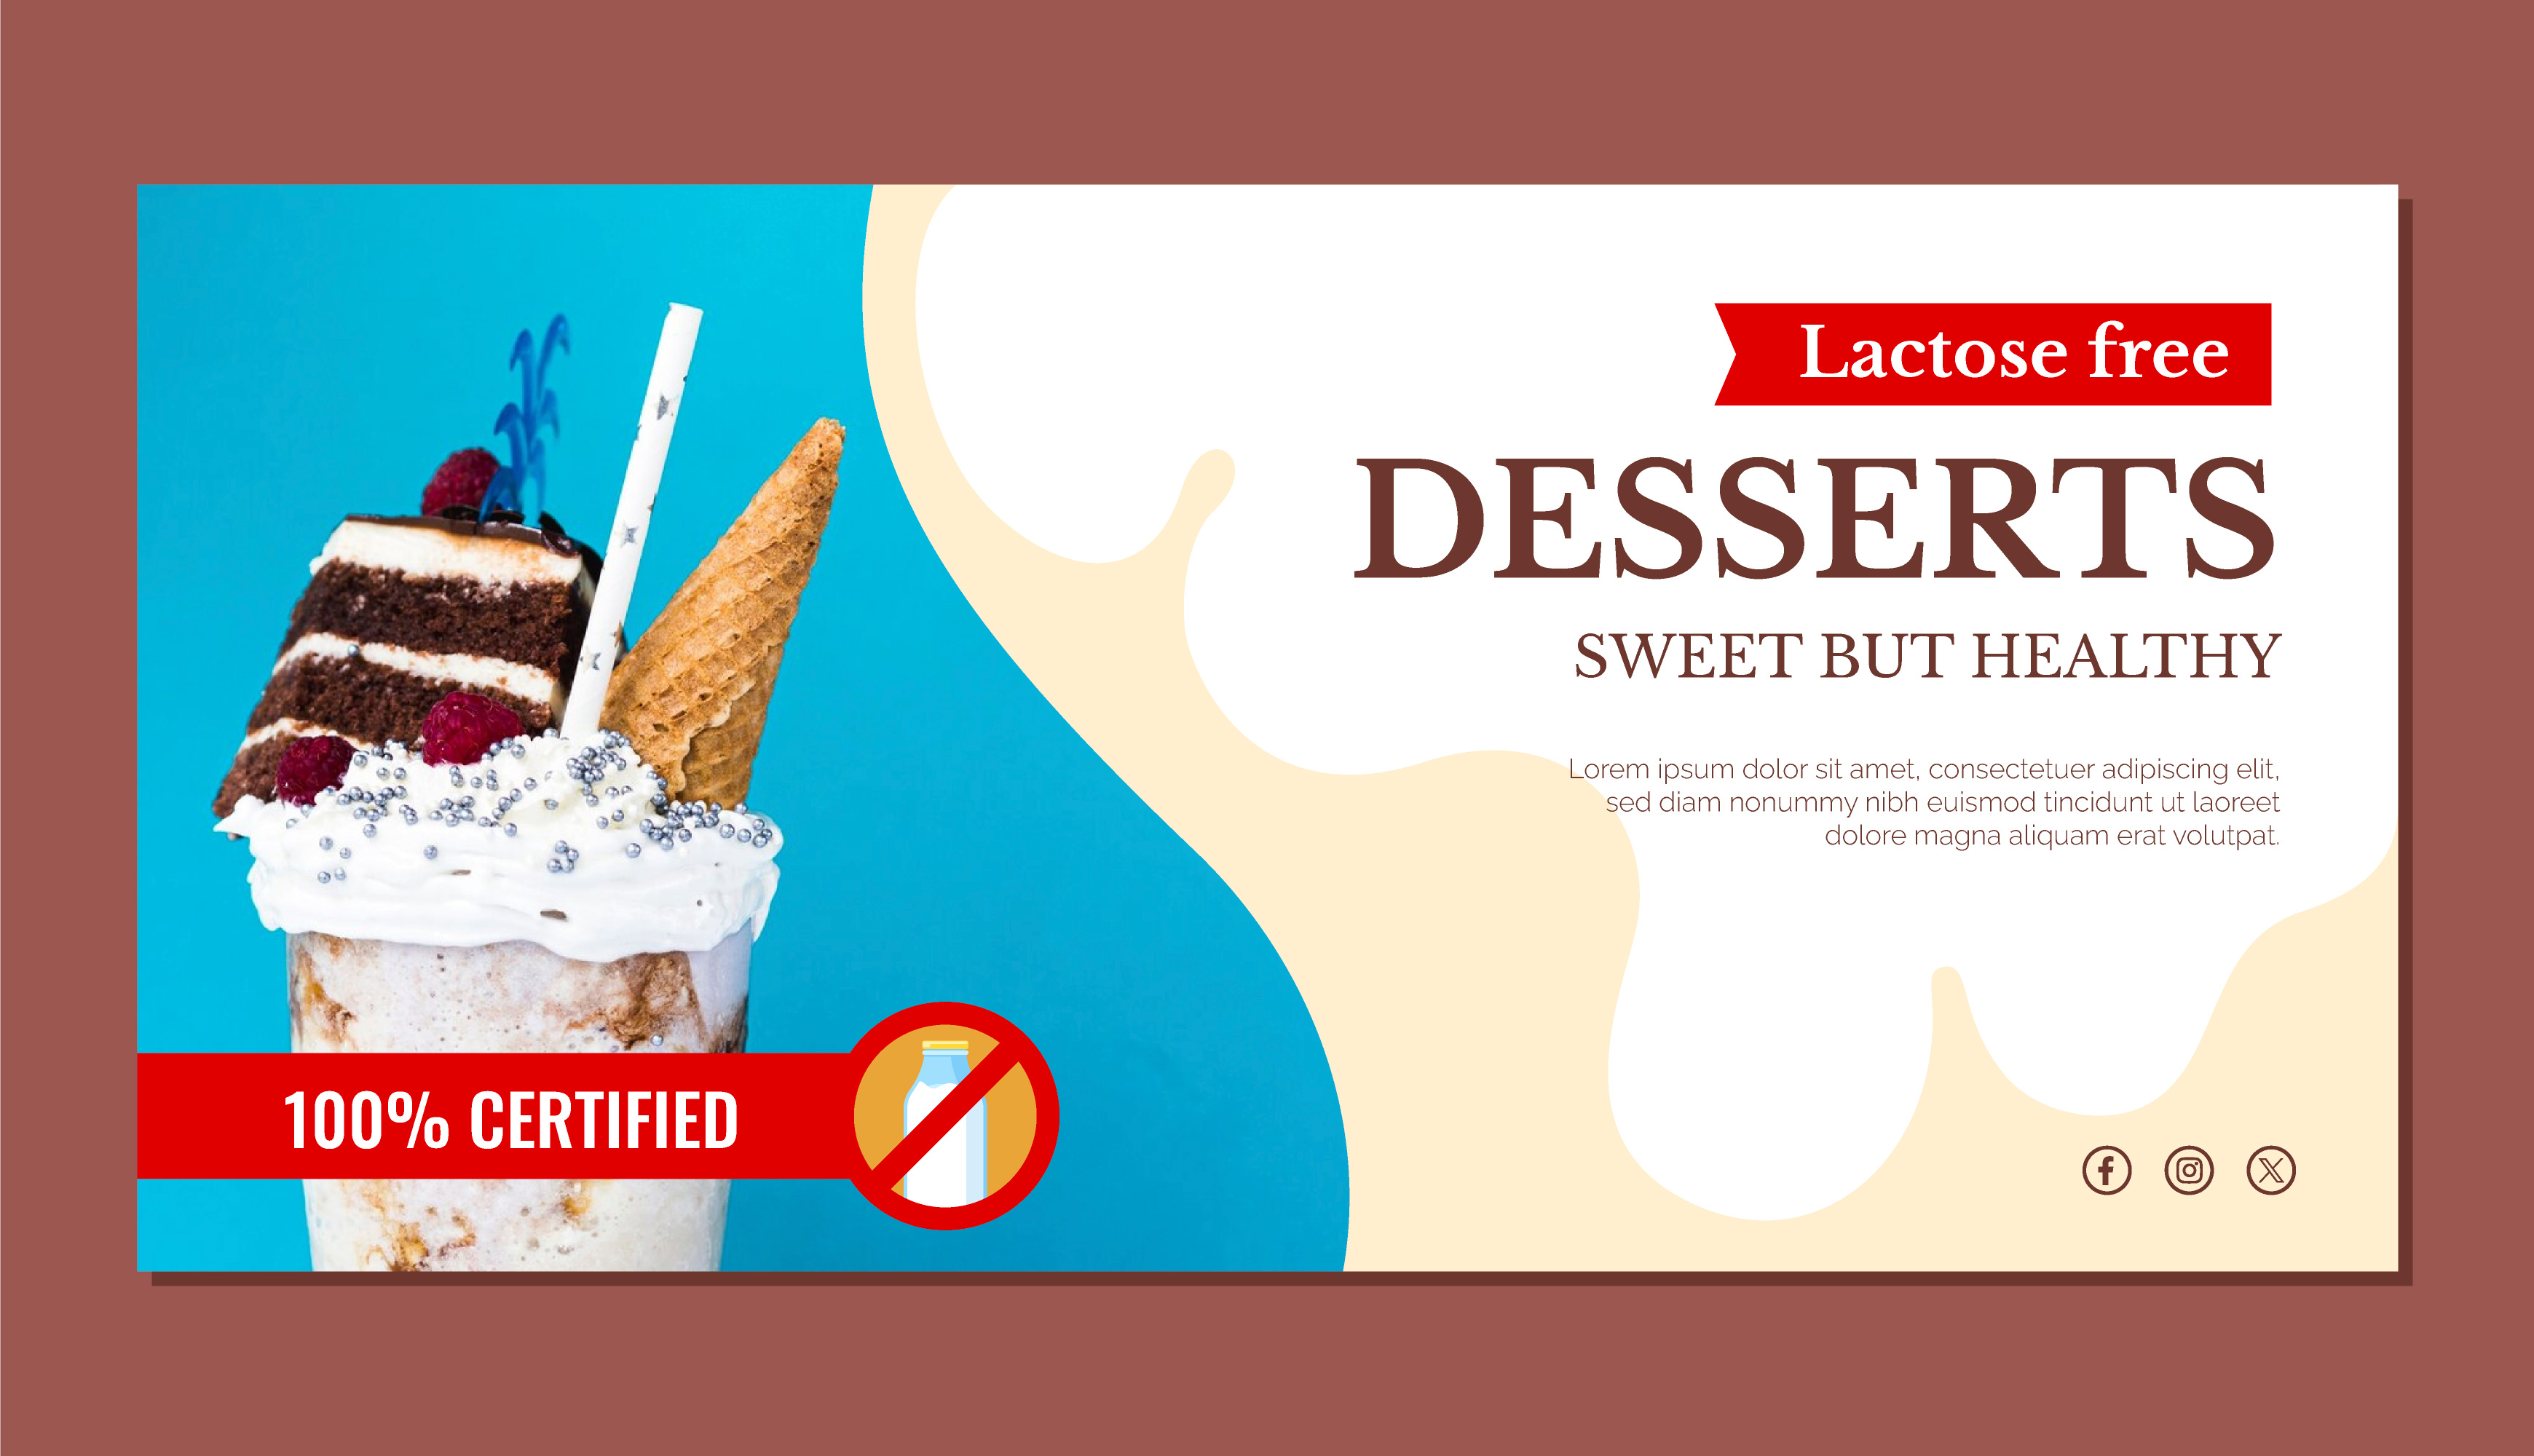 Lactose free
DESSERTS
SWEET BUT HEALTHY
Lorem ipsum dolor sit amet, consectetuer adipiscing elit,
sed diam nonummy nibh euismod tincidunt ut laoreet
dolore magna aliquam erat volutpat.
100% CERTIFIED